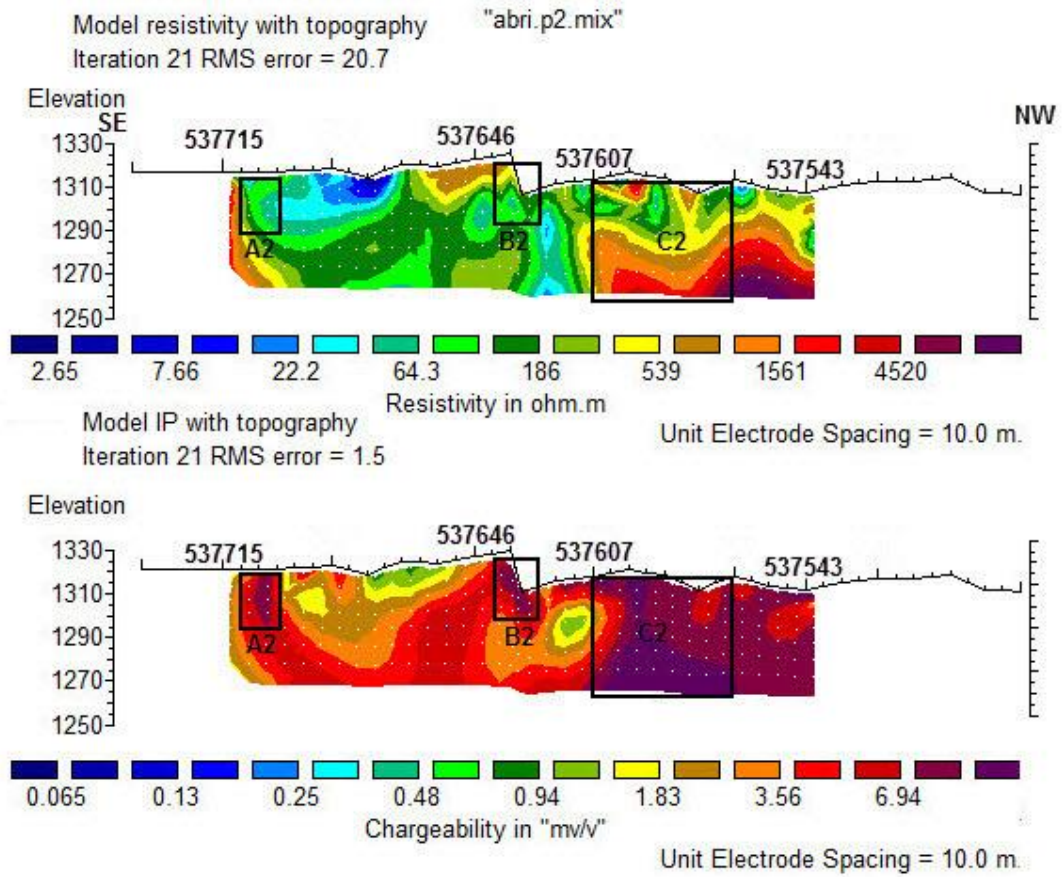 Model resistivity with topography
"abri.p2.mix"
Iteration 21 RMS error = 20.7
Elevation
SE
NW
537715
537646
537607
537543
1330
1310
1290
1270
1250
A2
B2
C2
2.65 7.66 22.2 64.3 186 539 1561 4520
Resistivity in ohm.m
Unit Electrode Spacing = 10.0 m.
Model IP with topography
Iteration 21 RMS error = 1.5
Elevation
537715
537646
537607
537543
1330
1310
1290
1270
1250
A2
B2
C2
0.065 0.13 0.25 0.48 0.94 1.83 3.56 6.94
Chargeability in "mv/v"
Unit Electrode Spacing = 10.0 m.